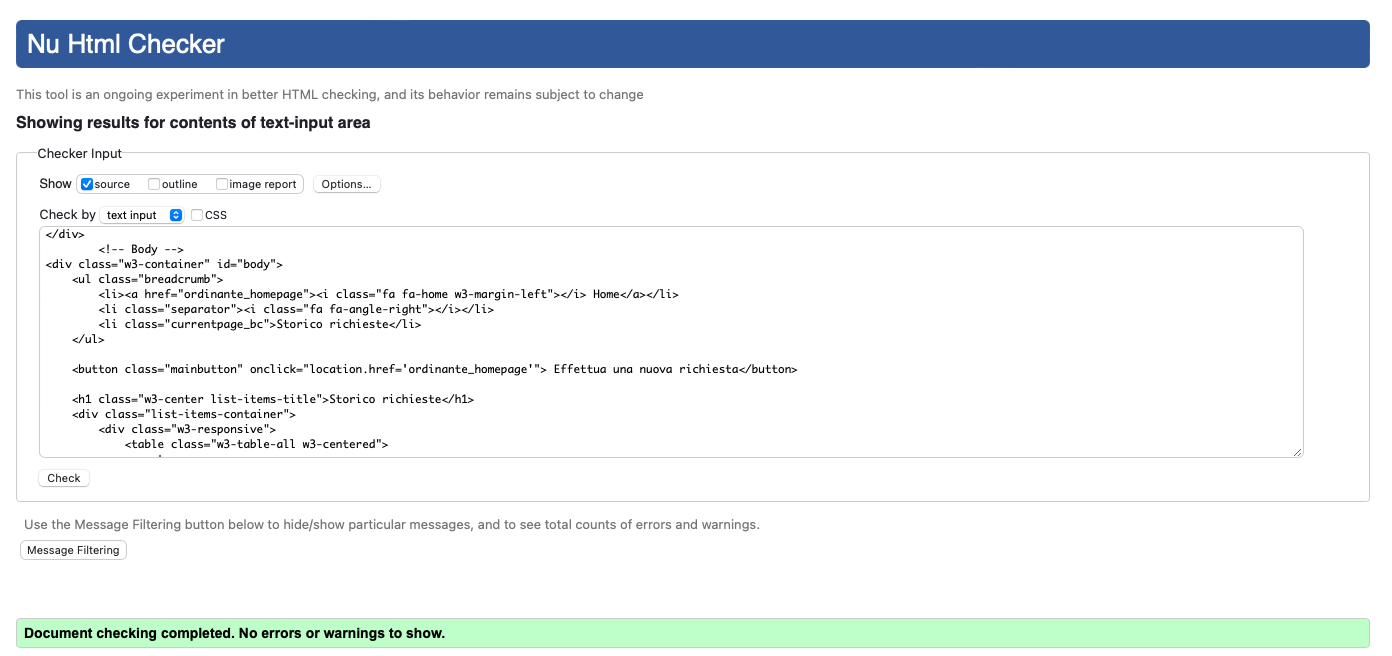 Nu Html Checker
This tool is an ongoing experiment in better HTML checking, and its behavior remains subject to change
Showing results for contents of text-input area
Checker Input
Show source outline image report Options...
Check by text input CSS
</div>
<!-- Body -->
<div class="w3-container" id="body">
<ul class="breadcrumb">
<li><a href="ordinante_homepage"><i class="fa fa-home w3-margin-left"></i> Home</a></li>
<li class="separator"><i class="fa fa-angle-right"></i></li>
<li class="currentpage_bc">Storico richieste</li>
</ul>
<button class="mainbutton" onclick="location.href='ordinante_homepage'"> Effettua una nuova richiesta</button>
<h1 class="w3-center list-items-title">Storico richieste</h1>
<div class="list-items-container">
<div class="w3-responsive">
<table class="w3-table-all w3-centered">
Check
Use the Message Filtering button below to hide/show particular messages, and to see total counts of errors and warnings.
Message Filtering
Document checking completed. No errors or warnings to show.